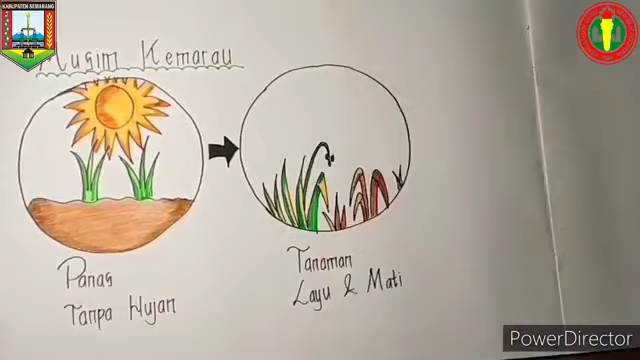 KABUPATEN SEMARANG
Musim Kemarau
Panas
Tanpa Hujan
Tanaman
Layu & Mati
PowerDirector